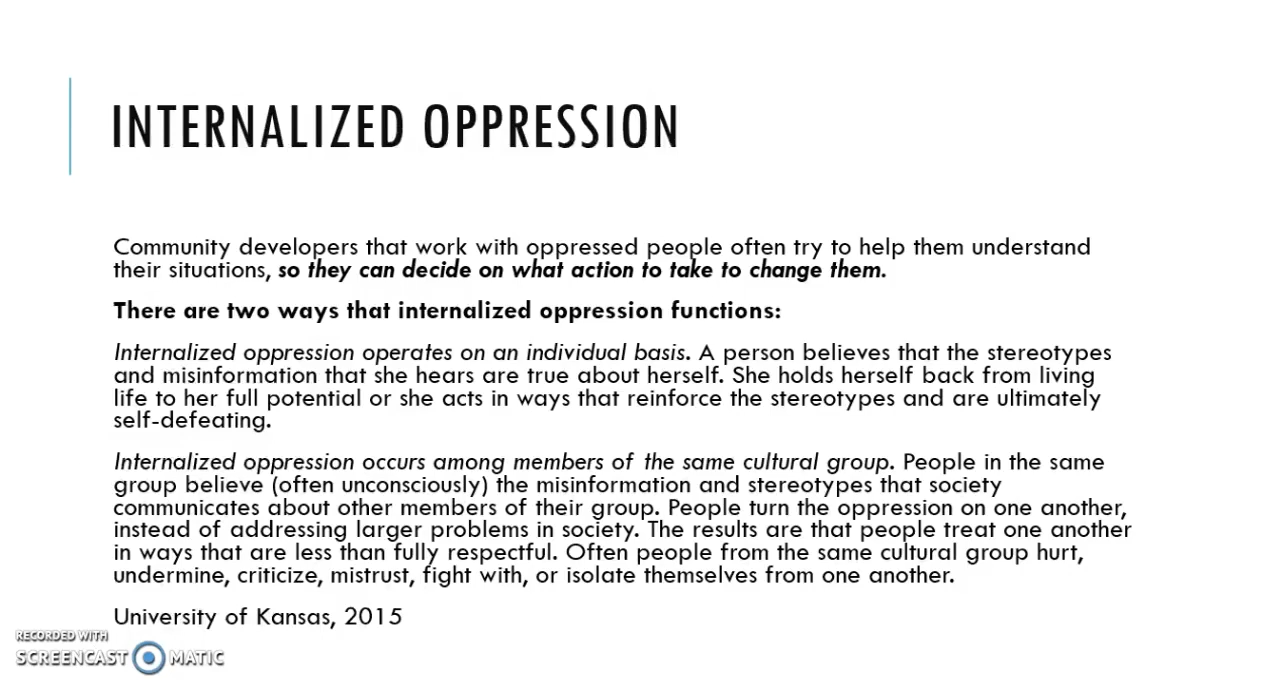 INTERNALIZED OPPRESSION
Community developers that work with oppressed people often try to help them understand
their situations, so they can decide on what action to take to change them.
There are two ways that internalized oppression functions:
Internalized oppression operates on an individual basis. A person believes that the stereotypes
and misinformation that she hears are true about herself. She holds herself back from living
life to her full potential or she acts in ways that reinforce the stereotypes and are ultimately
self-defeating.
Internalized oppression occurs among members of the same cultural group. People in the same
group believe (often unconsciously) the misinformation and stereotypes that society
communicates about other members of their group. People turn the oppression on one another,
instead of addressing larger problems in society. The results are that people treat one another
in ways that are less than fully respectful. Often people from the same cultural group hurt,
undermine, criticize, mistrust, fight with, or isolate themselves from one another.
University of Kansas, 2015
RECORDED WITH
SCREENCAST MATIC